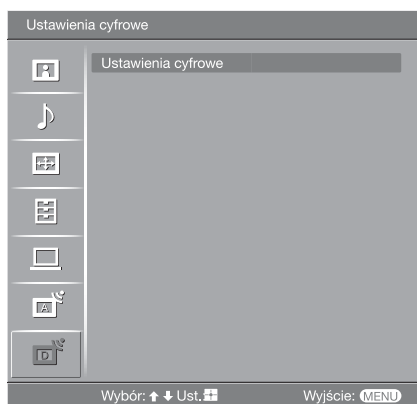 Ustawienia cyfrowe
Ustawienia cyfrowe
A
D
Wybór: ↑ ↓ Ust. Wyjście: MENU